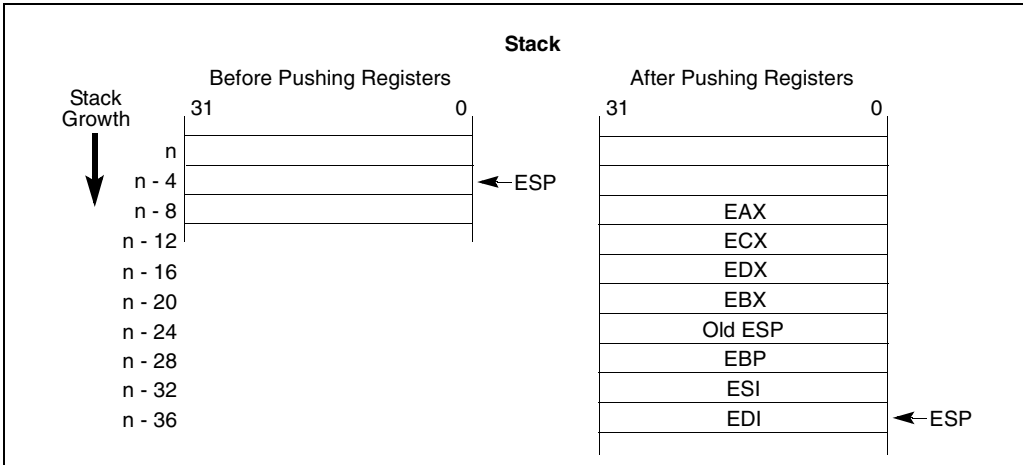 Stack
Before Pushing Registers
After Pushing Registers
Stack
Growth
31 0
31 0
n
n - 4
ESP
n - 8
EAX
n - 12
ECX
n - 16
EDX
n - 20
EBX
n - 24
Old ESP
n - 28
EBP
n - 32
ESI
n - 36
EDI
ESP